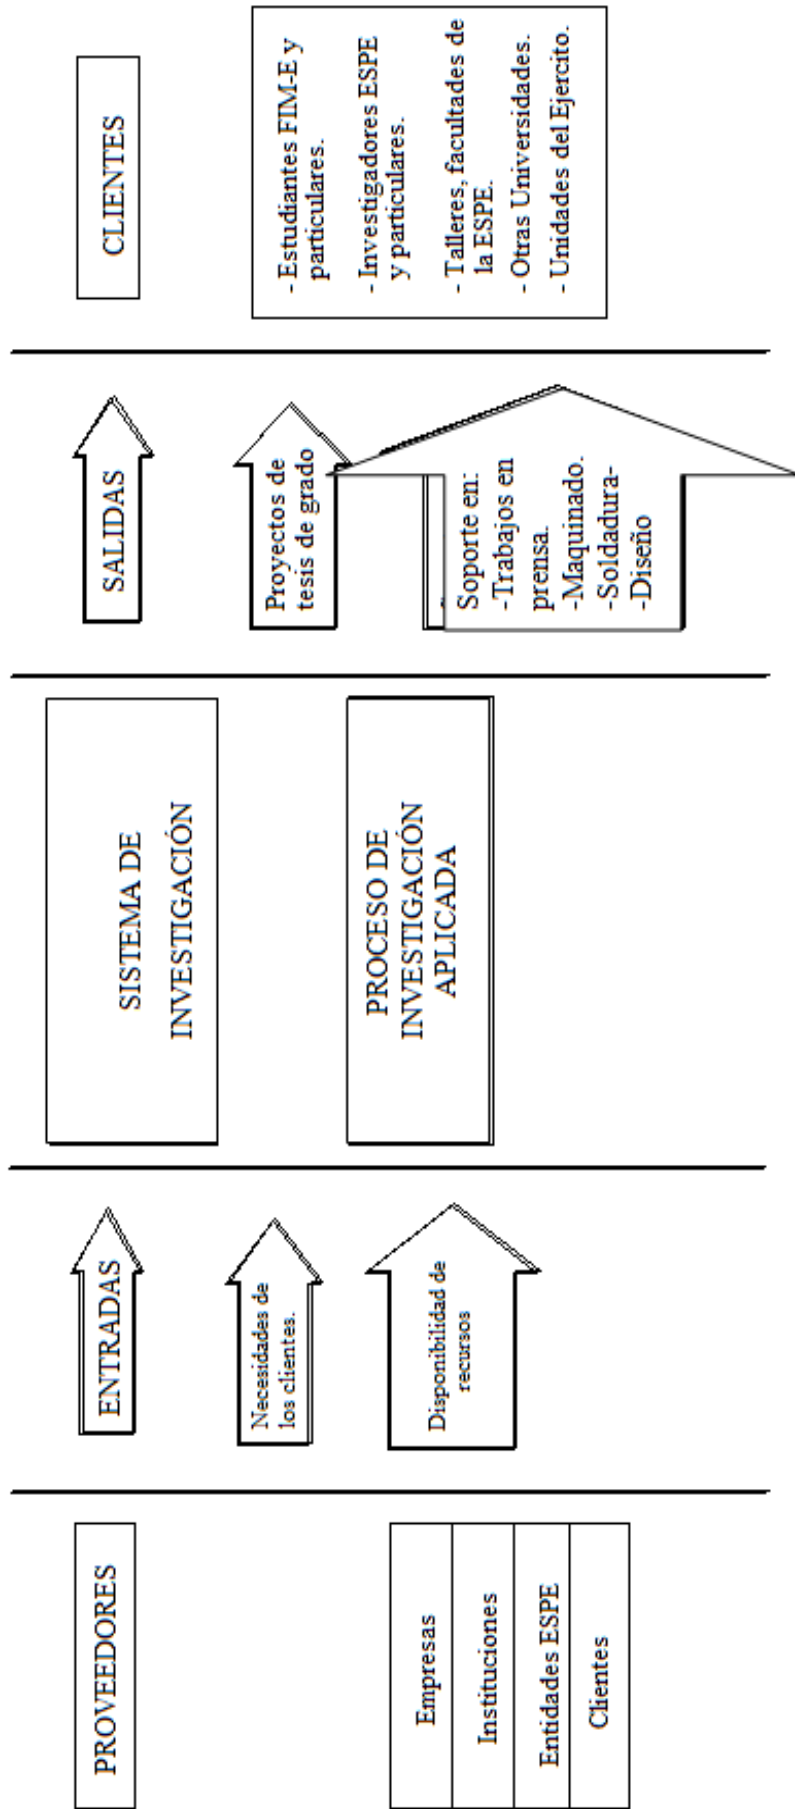 PROVEEDORES
Empresas
Instituciones
Entidades ESPE
Clientes
ENTRADAS
Necesidades de
los clientes.
Disponibilidad de
recursos
SISTEMA DE
INVESTIGACIÓN
PROCESO DE
INVESTIGACIÓN
APLICADA
SALIDAS
Proyectos de
tesis de grado
Soporte en:
-Trabajos en
prensa.
-Maquinado.
-Soldadura-
-Diseño
CLIENTES
- Estudiantes FIM-E y
particulares.
- Investigadores ESPE
y particulares.
- Talleres, facultades de
la ESPE.
- Otras Universidades.
- Unidades del Ejercito.